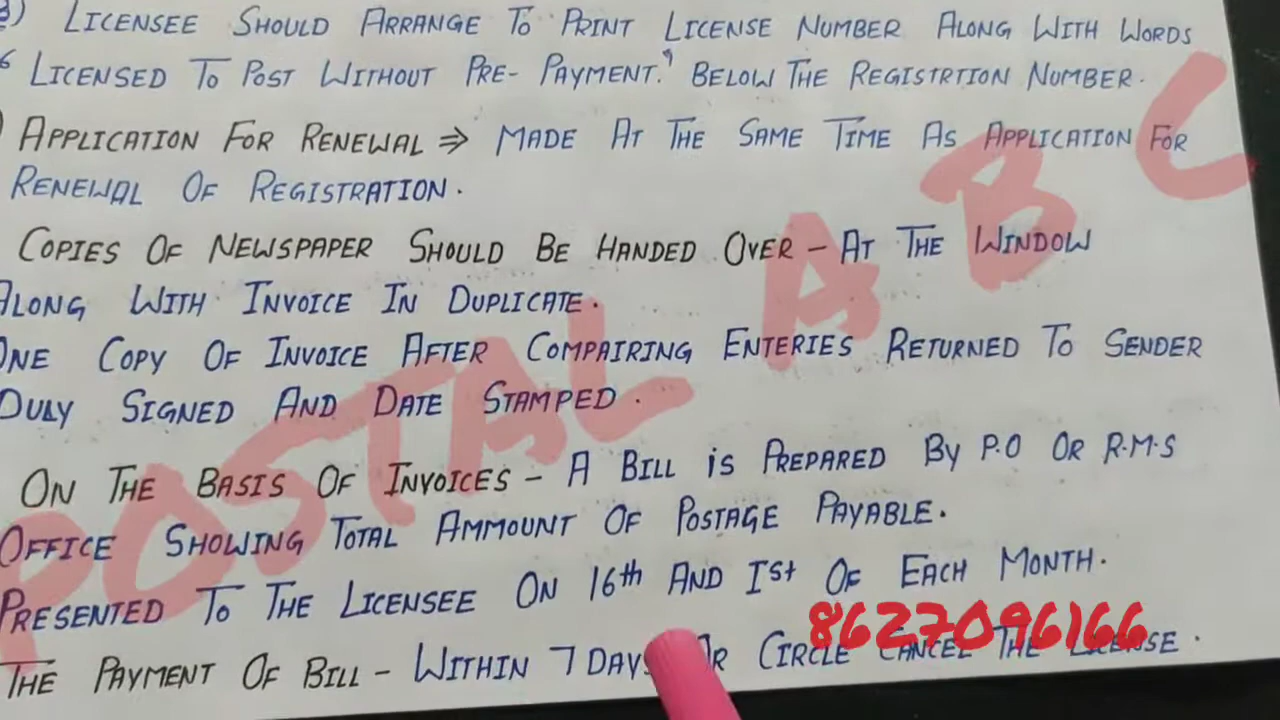 3) LICENSEE SHOULD ARRANGE TO PRINT LICENSE NUMBER ALONG WITH WORDS
“LICENSED TO POST WITHOUT PRE- PAYMENT.” BELOW THE REGISTRTION NUMBER.
) APPLICATION FOR RENEWAL ⇒ MADE AT THE SAME TIME AS APPLICATION FOR
RENEWAL OF REGISTRATION.
COPIES OF NEWSPAPER SHOULD BE HANDED OVER – AT THE WINDOW
ALONG WITH INVOICE IN DUPLICATE.
ONE COPY OF INVOICE AFTER COMPAIRING ENTERIES RETURNED TO SENDER
DULY SIGNED AND DATE STAMPED.
ON THE BASIS OF INVOICES – A BILL iS PREPARED BY P.O OR R.M.S
OFFICE SHOWING TOTAL AMMOUNT OF POSTAGE PAYABLE.
PRESENTED TO THE LICENSEE ON 16th AND Ist OF EACH MONTH.
THE PAYMENT OF BILL – WITHIN 7 DAYS OR CIRCLE CANCEL THE LICENSE.
POSTAL A B C
8627096166